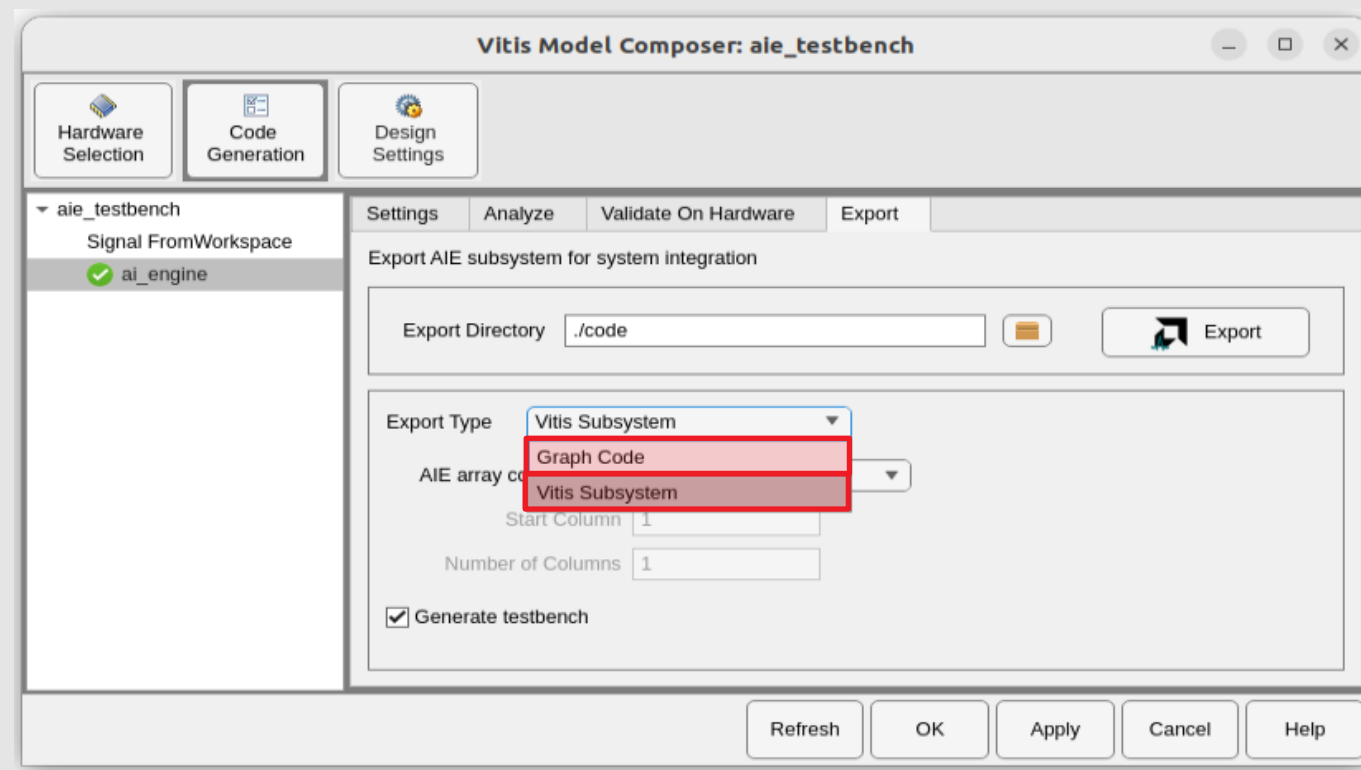 Vitis Model Composer: aie_testbench
Hardware Selection
Code Generation
Design Settings
aie_testbench
Signal FromWorkspace
ai_engine
Settings Analyze Validate On Hardware Export
Export AIE subsystem for system integration
Export Directory ./code Export
Export Type Vitis Subsystem
Graph Code
AIE array
Vitis Subsystem
Start Column 1
Number of Columns 1
Generate testbench
Refresh OK Apply Cancel Help